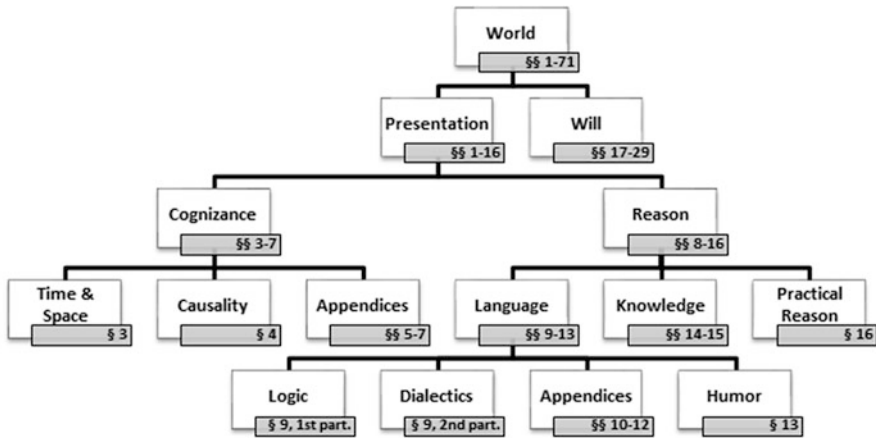 World
§§ 1-71
Presentation
§§ 1-16
Will
§§ 17-29
Cognizance
§§ 3-7
Reason
§§ 8-16
Time &
Space
§ 3
Causality
§ 4
Appendices
§§ 5-7
Language
§§ 9-13
Knowledge
§§ 14-15
Practical
Reason
§ 16
Logic
§ 9, 1st part.
Dialectics
§ 9, 2nd part.
Appendices
§§ 10-12
Humor
§ 13